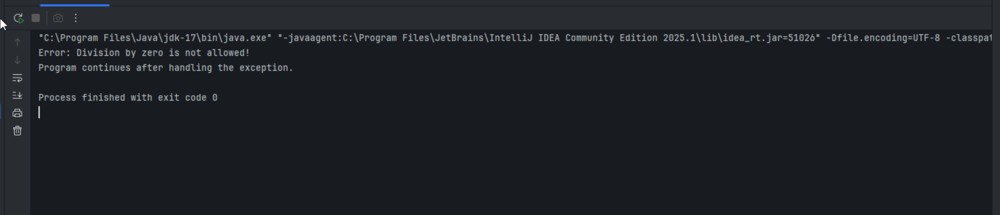 "C:\Program Files\Java\jdk-17\bin\java.exe" "-javaagent:C:\Program Files\JetBrains\IntelliJ IDEA Community Edition 2025.1\lib\idea_rt.jar=51026" -Dfile.encoding=UTF-8 -classpat
Error: Division by zero is not allowed!
Program continues after handling the exception.
Process finished with exit code 0